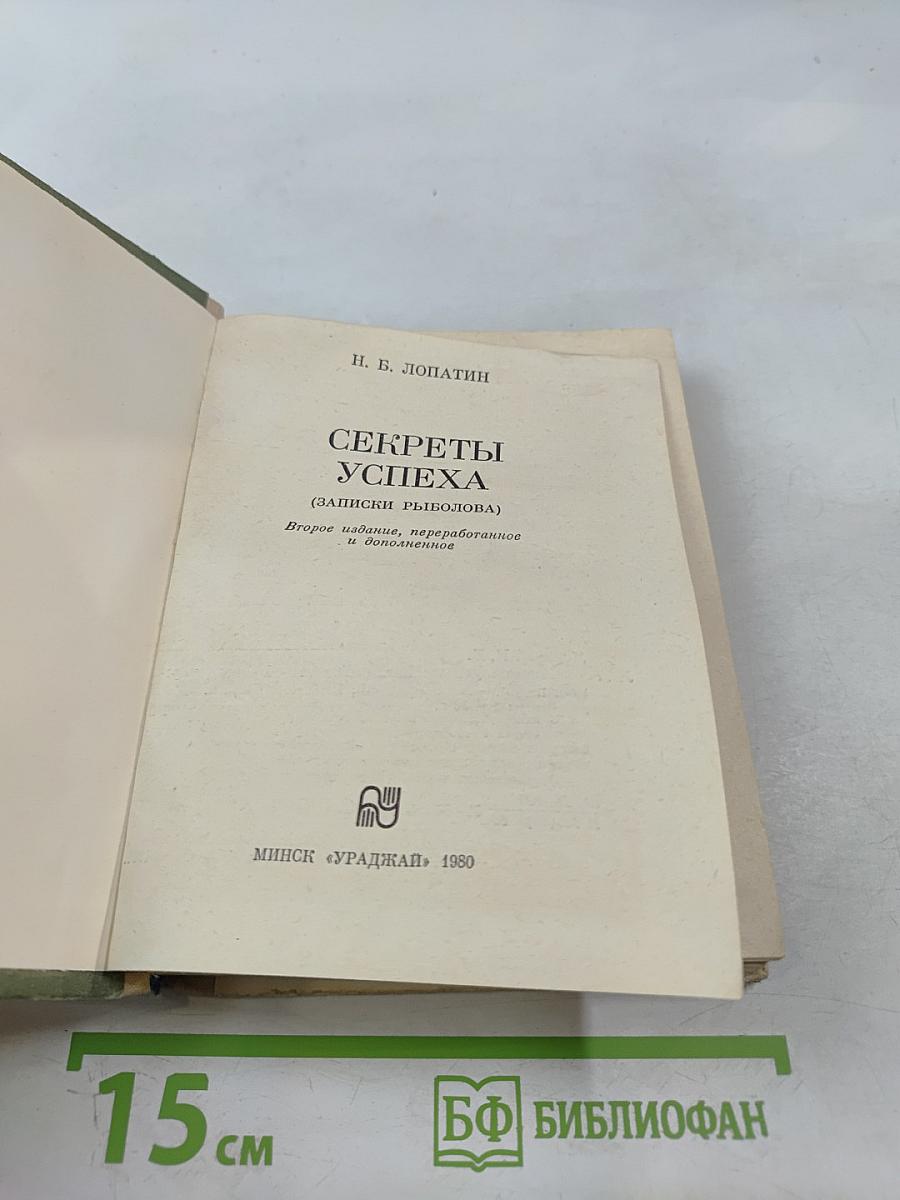 Н. Б. ЛОПАТИН
СЕКРЕТЫ
УСПЕХА
(ЗАПИСКИ РЫБОЛОВА)
Второе издание, переработанное
и дополненное
МИНСК «УРАДЖАЙ» 1980
15 см
БФ БИБЛИОФАН